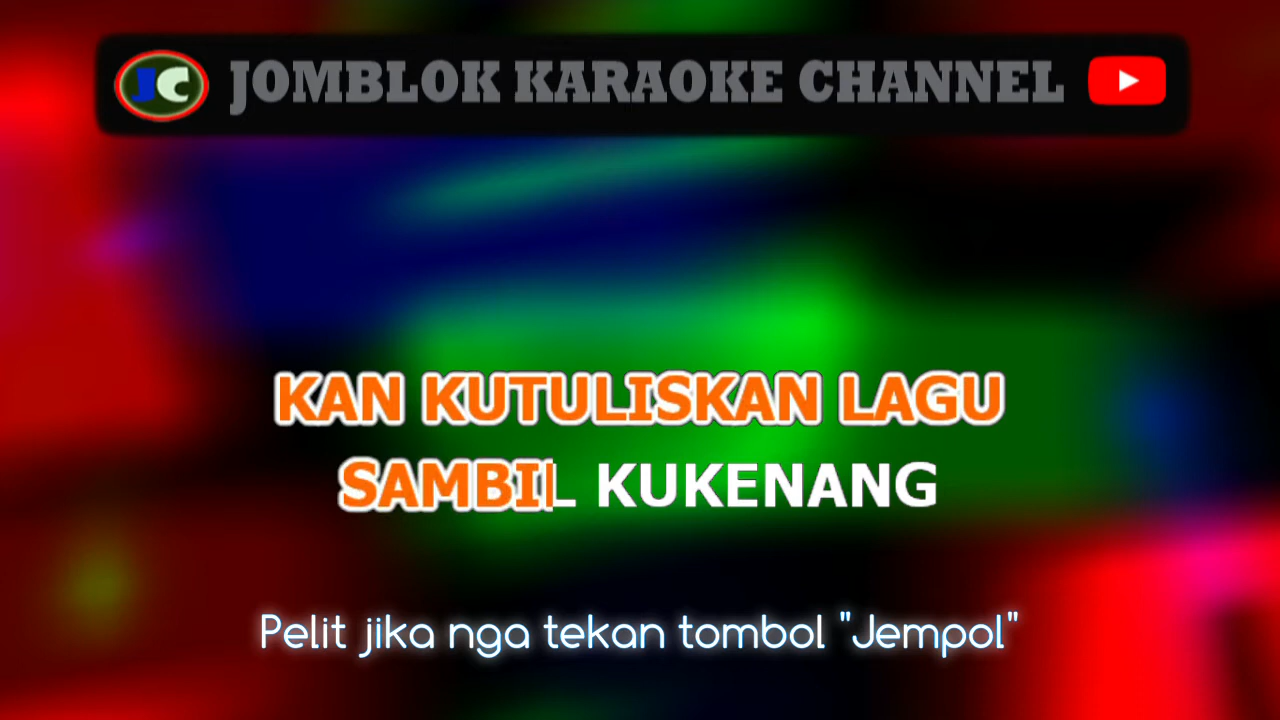 JC JOMBLOK KARAOKE CHANNEL
KAN KUTULISKAN LAGU
SAMBIL KUKENANG
Pelit jika nga tekan tombol "Jempol"